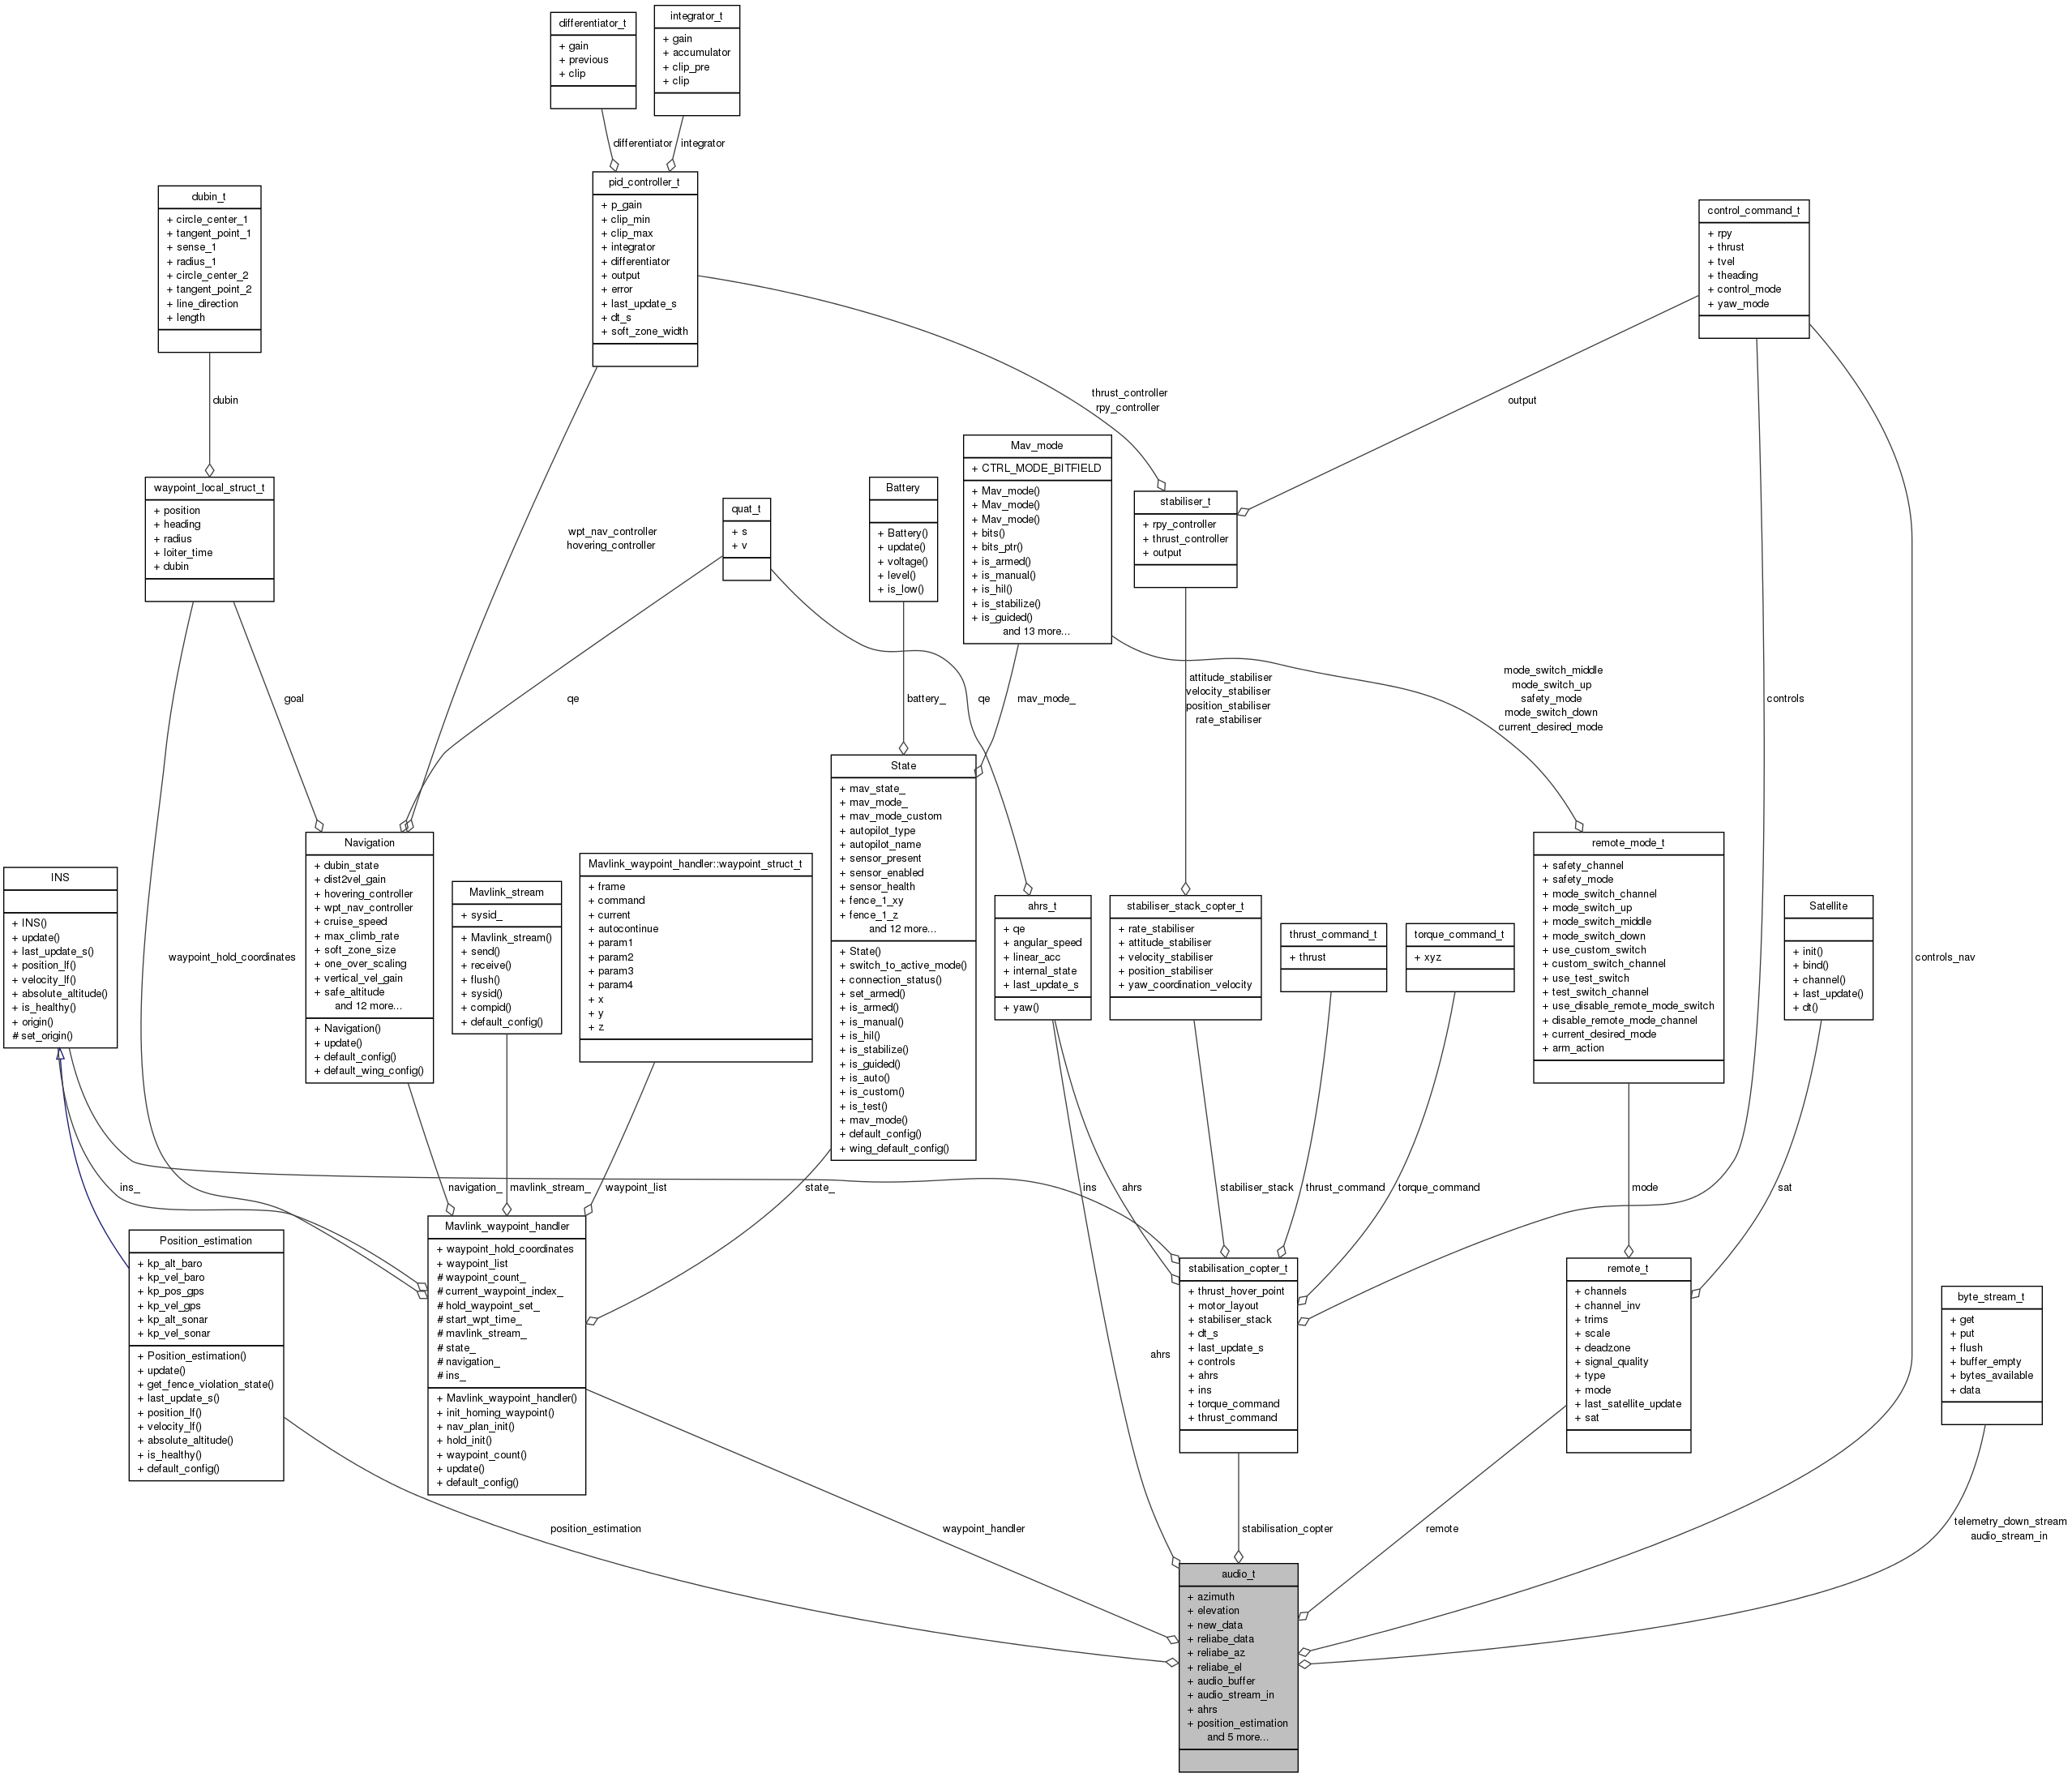 differentiator_t
+ gain
+ previous
+ clip
integrator_t
+ gain
+ accumulator
+ clip_pre
+ clip
differentiator
integrator
pid_controller_t
+ p_gain
+ clip_min
+ clip_max
+ integrator
+ differentiator
+ output
+ error
+ last_update_s
+ dt_s
+ soft_zone_width
dubin_t
+ circle_center_1
+ tangent_point_1
+ sense_1
+ radius_1
+ circle_center_2
+ tangent_point_2
+ line_direction
+ length
control_command_t
+ rpy
+ thrust
+ tvel
+ theading
+ control_mode
+ yaw_mode
dubin
thrust_controller
rpy_controller
output
waypoint_local_struct_t
+ position
+ heading
+ radius
+ loiter_time
+ dubin
wpt_nav_controller
hovering_controller
quat_t
+ s
+ v
Battery
+ Battery()
+ update()
+ voltage()
+ level()
+ is_low()
Mav_mode
+ CTRL_MODE_BITFIELD
+ Mav_mode()
+ Mav_mode()
+ Mav_mode()
+ bits()
+ bits_ptr()
+ is_armed()
+ is_manual()
+ is_hil()
+ is_stabilize()
+ is_guided()
and 13 more...
stabiliser_t
+ rpy_controller
+ thrust_controller
+ output
goal
qe
battery_
qe
mav_mode_
attitude_stabiliser
velocity_stabiliser
position_stabiliser
rate_stabiliser
mode_switch_middle
mode_switch_up
safety_mode
mode_switch_down
current_desired_mode
controls
INS
+ INS()
+ update()
+ last_update_s()
+ position_lf()
+ velocity_lf()
+ absolute_altitude()
+ is_healthy()
+ origin()
# set_origin()
waypoint_hold_coordinates
Navigation
+ dubin_state
+ dist2vel_gain
+ hovering_controller
+ wpt_nav_controller
+ cruise_speed
+ max_climb_rate
+ soft_zone_size
+ one_over_scaling
+ vertical_vel_gain
+ safe_altitude
and 12 more...
+ Navigation()
+ update()
+ default_config()
+ default_wing_config()
Mavlink_stream
+ sysid_
+ Mavlink_stream()
+ send()
+ receive()
+ flush()
+ sysid()
+ compid()
+ default_config()
Mavlink_waypoint_handler::waypoint_struct_t
+ frame
+ command
+ current
+ autocontinue
+ param1
+ param2
+ param3
+ param4
+ x
+ y
+ z
State
+ mav_state_
+ mav_mode_
+ mav_mode_custom
+ autopilot_type
+ autopilot_name
+ sensor_present
+ sensor_enabled
+ sensor_health
+ fence_1_xy
+ fence_1_z
and 12 more...
+ State()
+ switch_to_active_mode()
+ connection_status()
+ set_armed()
+ is_armed()
+ is_manual()
+ is_hil()
+ is_stabilize()
+ is_guided()
+ is_auto()
+ is_custom()
+ is_test()
+ mav_mode()
+ default_config()
+ wing_default_config()
ahrs_t
+ qe
+ angular_speed
+ linear_acc
+ internal_state
+ last_update_s
+ yaw()
stabiliser_stack_copter_t
+ rate_stabiliser
+ attitude_stabiliser
+ velocity_stabiliser
+ position_stabiliser
+ yaw_coordination_velocity
thrust_command_t
+ thrust
torque_command_t
+ xyz
remote_mode_t
+ safety_channel
+ safety_mode
+ mode_switch_channel
+ mode_switch_up
+ mode_switch_middle
+ mode_switch_down
+ use_custom_switch
+ custom_switch_channel
+ use_test_switch
+ test_switch_channel
+ use_disable_remote_mode_switch
+ disable_remote_mode_channel
+ current_desired_mode
+ arm_action
Satellite
+ init()
+ bind()
+ channel()
+ last_update()
+ dt()
controls_nav
ins_
navigation_
mavlink_stream_
waypoint_list
state_
ins
ahrs
stabiliser_stack
thrust_command
torque_command
mode
sat
Position_estimation
+ kp_alt_baro
+ kp_vel_baro
+ kp_pos_gps
+ kp_vel_gps
+ kp_alt_sonar
+ kp_vel_sonar
+ Position_estimation()
+ update()
+ get_fence_violation_state()
+ last_update_s()
+ position_lf()
+ velocity_lf()
+ absolute_altitude()
+ is_healthy()
+ default_config()
Mavlink_waypoint_handler
+ waypoint_hold_coordinates
+ waypoint_list
# waypoint_count_
# current_waypoint_index_
# hold_waypoint_set_
# start_wpt_time_
# mavlink_stream_
# state_
# navigation_
# ins_
+ Mavlink_waypoint_handler()
+ init_homing_waypoint()
+ nav_plan_init()
+ hold_init()
+ waypoint_count()
+ update()
+ default_config()
ahrs
stabilisation_copter_t
+ thrust_hover_point
+ motor_layout
+ stabiliser_stack
+ dt_s
+ last_update_s
+ controls
+ ahrs
+ ins
+ torque_command
+ thrust_command
remote_t
+ channels
+ channel_inv
+ trims
+ scale
+ deadzone
+ signal_quality
+ type
+ mode
+ last_satellite_update
+ sat
byte_stream_t
+ get
+ put
+ flush
+ buffer_empty
+ bytes_available
+ data
position_estimation
waypoint_handler
stabilisation_copter
remote
telemetry_down_stream
audio_stream_in
audio_t
+ azimuth
+ elevation
+ new_data
+ reliabe_data
+ reliabe_az
+ reliabe_el
+ audio_buffer
+ audio_stream_in
+ ahrs
+ position_estimation
and 5 more...